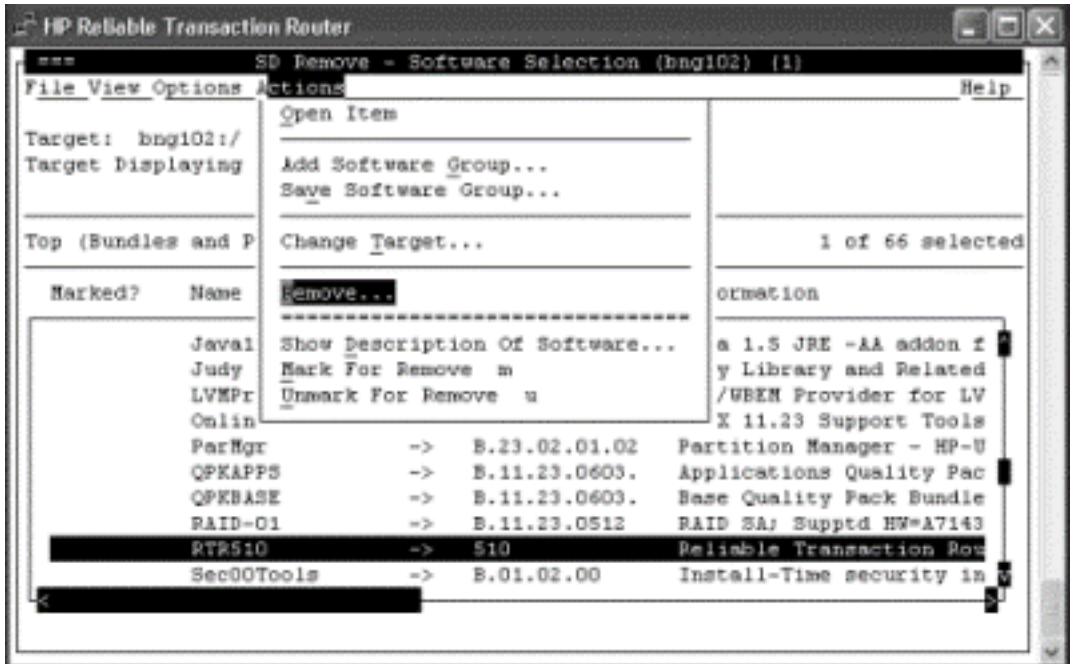 HP Reliable Transaction Router
=== SD Remove - Software Selection (bng102) (1)
File View Options Actions Help
Open Item
Target: bng102:/
Target Displaying Add Software Group...
Save Software Group...
Top (Bundles and P Change Target... 1 of 66 selected
Marked? Name Remove... ormation
Java1 Show Description Of Software... a 1.5 JRE -AA addon f
Judy Mark For Remove m y Library and Related
LVMPr Unmark For Remove u /WBEM Provider for LV
Onlin X 11.23 Support Tools
ParMgr -> B.23.02.01.02 Partition Manager - HP-U
QPKAPPS -> B.11.23.0603. Applications Quality Pac
QPKBASE -> B.11.23.0603. Base Quality Pack Bundle
RAID-01 -> B.11.23.0512 RAID SA; Supptd HW=A7143
RTR510 -> 510 Reliable Transaction Rou
Sec00Tools -> B.01.02.00 Install-Time security in